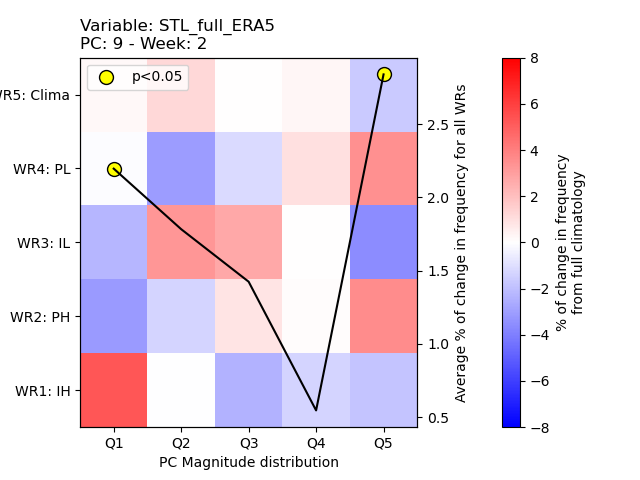 Variable: STL_full_ERA5
PC: 9 - Week: 2
p<0.05
WR5: Clima
WR4: PL
WR3: IL
WR2: PH
WR1: IH
Q1 Q2 Q3 Q4 Q5
PC Magnitude distribution
2.5
2.0
1.5
1.0
0.5
Average % of change in frequency for all WRs
8
6
4
2
0
−2
−4
−6
−8
% of change in frequency
from full climatology